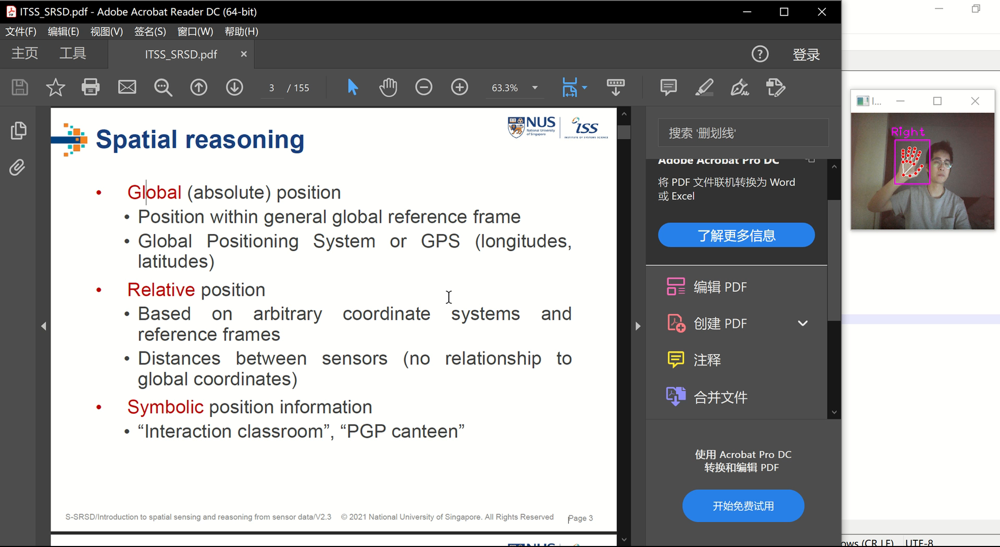 ITSS_SRSD.pdf - Adobe Acrobat Reader DC (64-bit)
文件(F) 编辑(E) 视图(V) 签名(S) 窗口(W) 帮助(H)
主页 工具 ITSS_SRSD.pdf 登录
3 / 155 63.3%
Spatial reasoning
NUS
National University
of Singapore
ISS
INSTITUTE OF SYSTEMS SCIENCE
• Global (absolute) position
• Position within general global reference frame
• Global Positioning System or GPS (longitudes,
latitudes)
• Relative position
• Based on arbitrary coordinate systems and
reference frames
• Distances between sensors (no relationship to
global coordinates)
• Symbolic position information
• “Interaction classroom”, “PGP canteen”
S-SRSD/Introduction to spatial sensing and reasoning from sensor data/V2.3 © 2021 National University of Singapore. All Rights Reserved Page 3
搜索 '删划线'
Adobe Acrobat Pro DC
将 PDF 文件联机转换为 Word
或 Excel
了解更多信息
编辑 PDF
创建 PDF
注释
合并文件
使用 Acrobat Pro DC
转换和编辑 PDF
开始免费试用
I...
Right
ows (CR LF) UTF-8